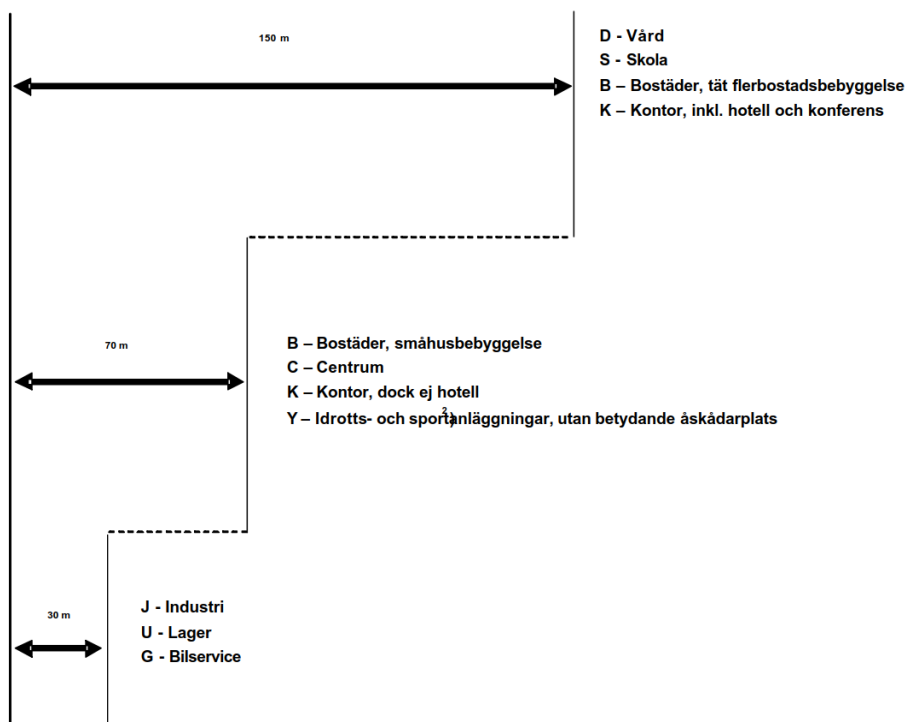 150 m
D - Vård
S - Skola
B – Bostäder, tät flerbostadsbebyggelse
K – Kontor, inkl. hotell och konferens
70 m
B – Bostäder, småhusbebyggelse
C – Centrum
K – Kontor, dock ej hotell
Y – Idrotts- och sportanläggningar, utan betydande åskådarplats
2)
30 m
J - Industri
U - Lager
G - Bilservice